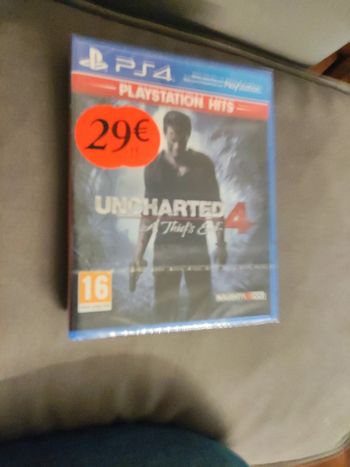 PS4
PlayStation
PLAYSTATION HITS
29€
UNCHARTED 4
A Thief's End
16
NAUGHTY DOG